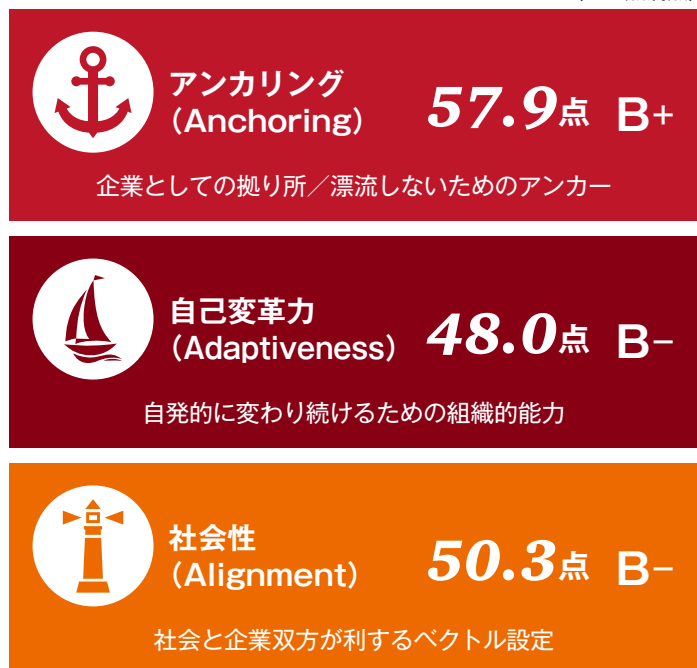 アンカリング
（Anchoring）
57.9点 B+
企業としての拠り所／漂流しないためのアンカー
自己変革力
（Adaptiveness）
48.0点 B−
自発的に変わり続けるための組織的能力
社会性
（Alignment）
50.3点 B−
社会と企業双方が利するベクトル設定